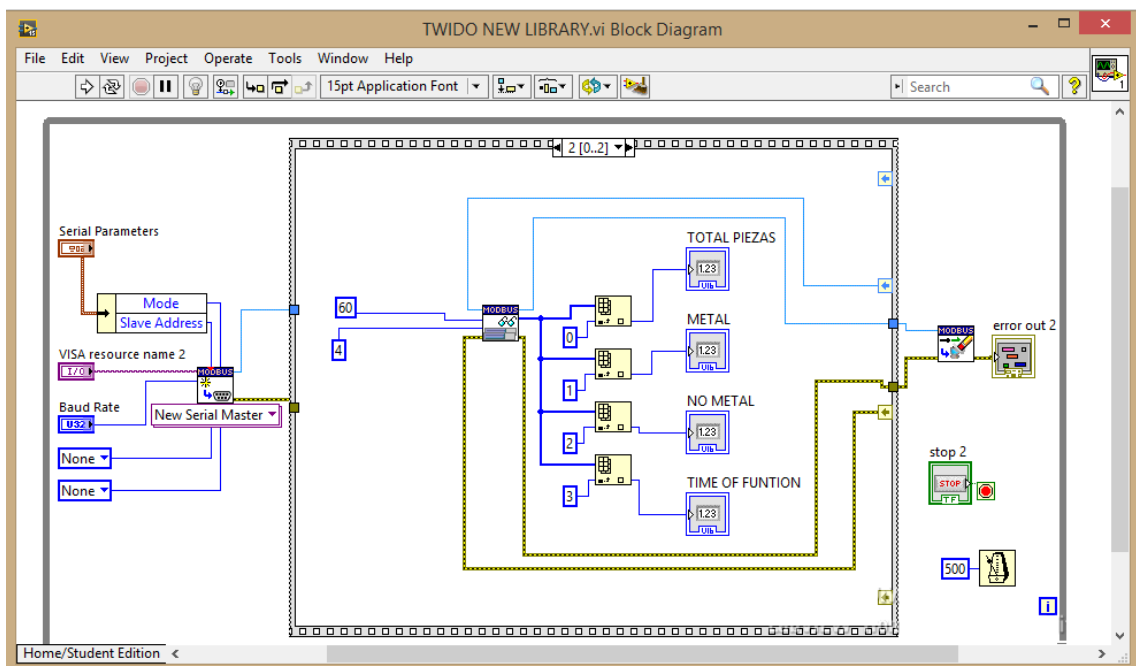 TWIDO NEW LIBRARY.vi Block Diagram
File Edit View Project Operate Tools Window Help
15pt Application Font
Search
1
2 [0..2]
Serial Parameters
Mode
Slave Address
VISA resource name 2
I/O
MODBUS
New Serial Master
Baud Rate
U32
None
None
60
4
MODBUS
TOTAL PIEZAS
1.23
0
METAL
1.23
1
NO METAL
1.23
2
TIME OF FUNTION
1.23
3
MODBUS
error out 2
stop 2
STOP
TF
500
i
Home/Student Edition